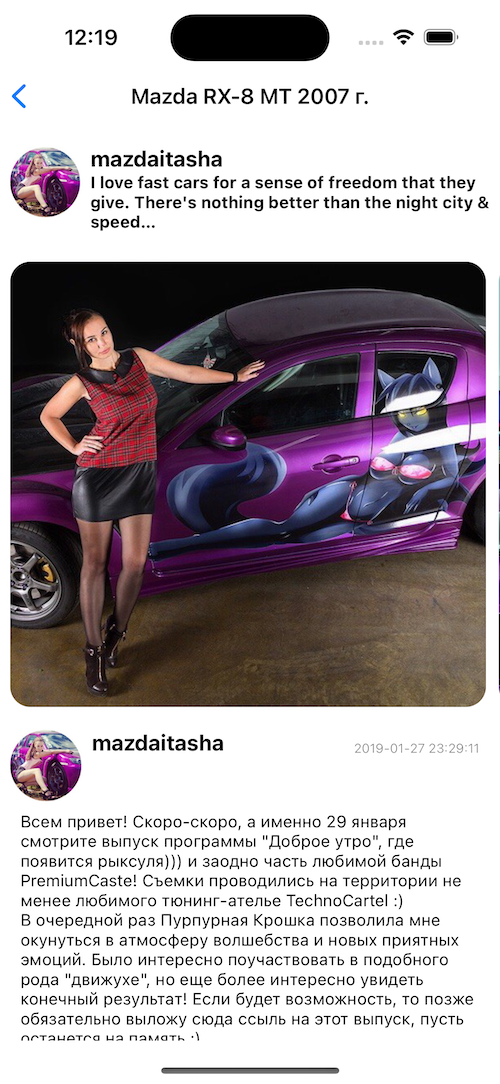 12:19
Mazda RX-8 MT 2007 г.
mazdaitasha
I love fast cars for a sense of freedom that they
give. There's nothing better than the night city &
speed...
mazdaitasha
2019-01-27 23:29:11
Всем привет! Скоро-скоро, а именно 29 января
смотрите выпуск программы "Доброе утро", где
появится рыксуля))) и заодно часть любимой банды
PremiumCaste! Съемки проводились на территории не
менее любимого тюнинг-ателье TechnoCartel :)
В очередной раз Пурпурная Крошка позволила мне
окунуться в атмосферу волшебства и новых приятных
эмоций. Было интересно поучаствовать в подобного
рода "движухе", но еще более интересно увидеть
конечный результат! Если будет возможность, то позже
обязательно выложу сюда ссыль на этот выпуск, пусть
останется на память :)